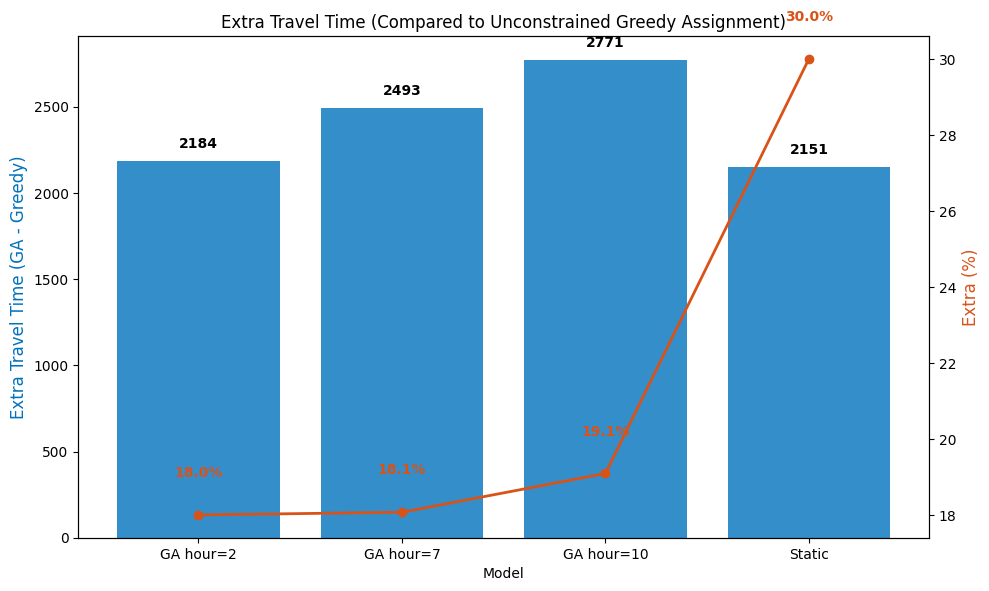 Extra Travel Time (Compared to Unconstrained Greedy Assignment)
30.0%
2771
2493
2184
2151
19.1%
18.1%
18.0%
Extra Travel Time (GA - Greedy)
2500
2000
1500
1000
500
0
Extra (%)
30
28
26
24
22
20
18
GA hour=2
GA hour=7
GA hour=10
Static
Model